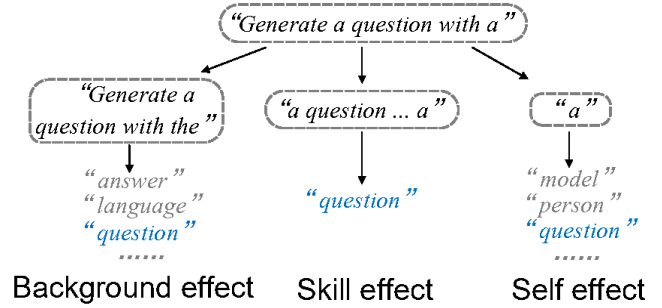 “Generate a question with a”
“Generate a
question with the”
“answer”
“language”
“question”
......
Background effect
“a question ... a”
“question”
Skill effect
“a”
“model”
“person”
“question”
......
Self effect